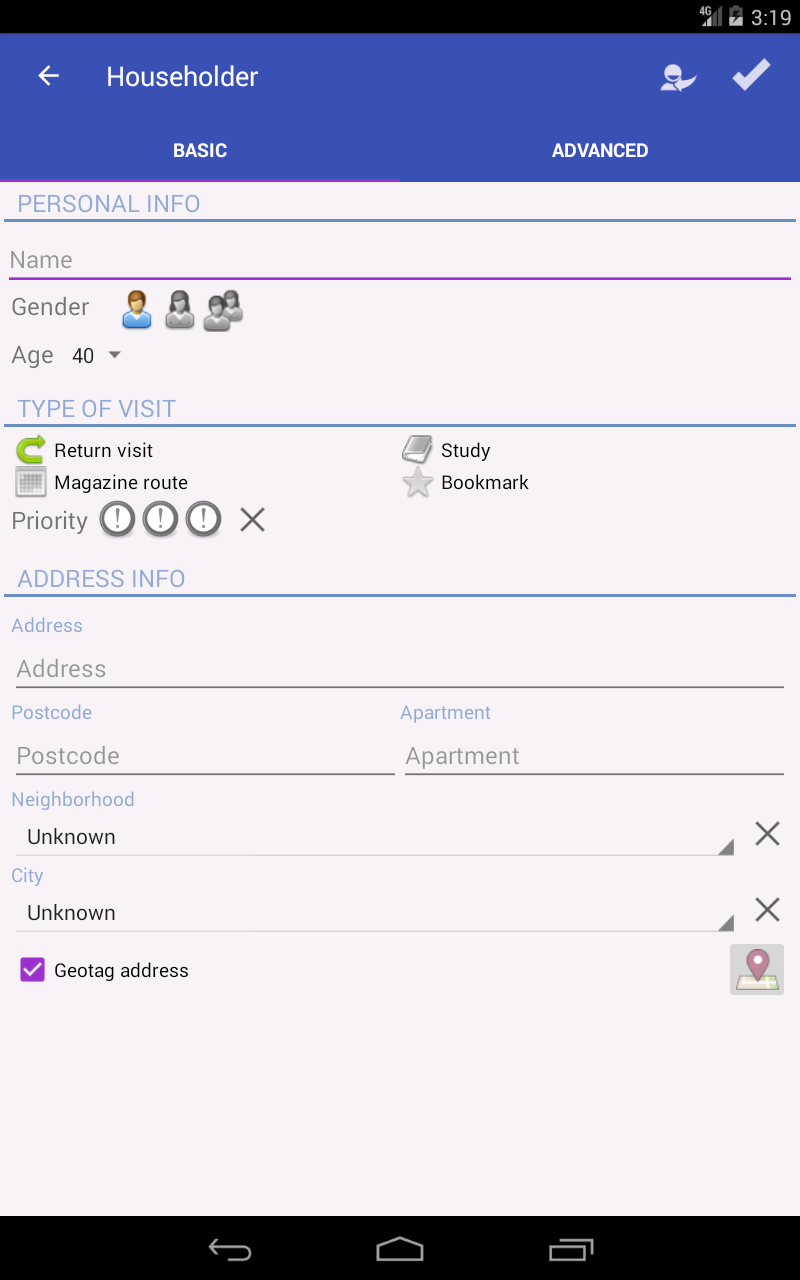 4G 3:19
Householder
BASIC ADVANCED
PERSONAL INFO
Name
Gender
Age 40
TYPE OF VISIT
Return visit Study
Magazine route Bookmark
Priority
ADDRESS INFO
Address
Address
Postcode Apartment
Postcode Apartment
Neighborhood
Unknown
City
Unknown
Geotag address